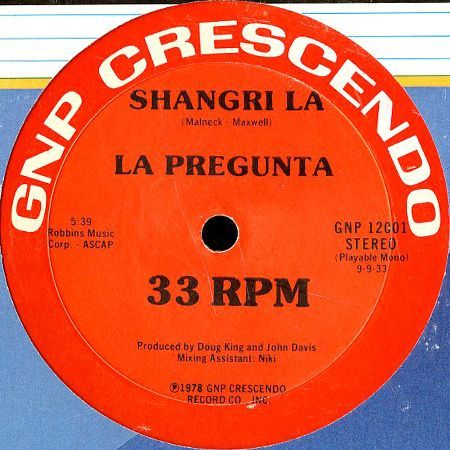 GNP CRESCENDO
SHANGRI LA
(Malneck - Maxwell)
LA PREGUNTA
5:39
Robbins Music
Corp. - ASCAP
GNP 12001
STEREO
(Playable Mono)
9-9-33
33 RPM
Produced by Doug King and John Davis
Mixing Assistant: Niki
℗1978 GNP CRESCENDO
RECORD CO., INC.